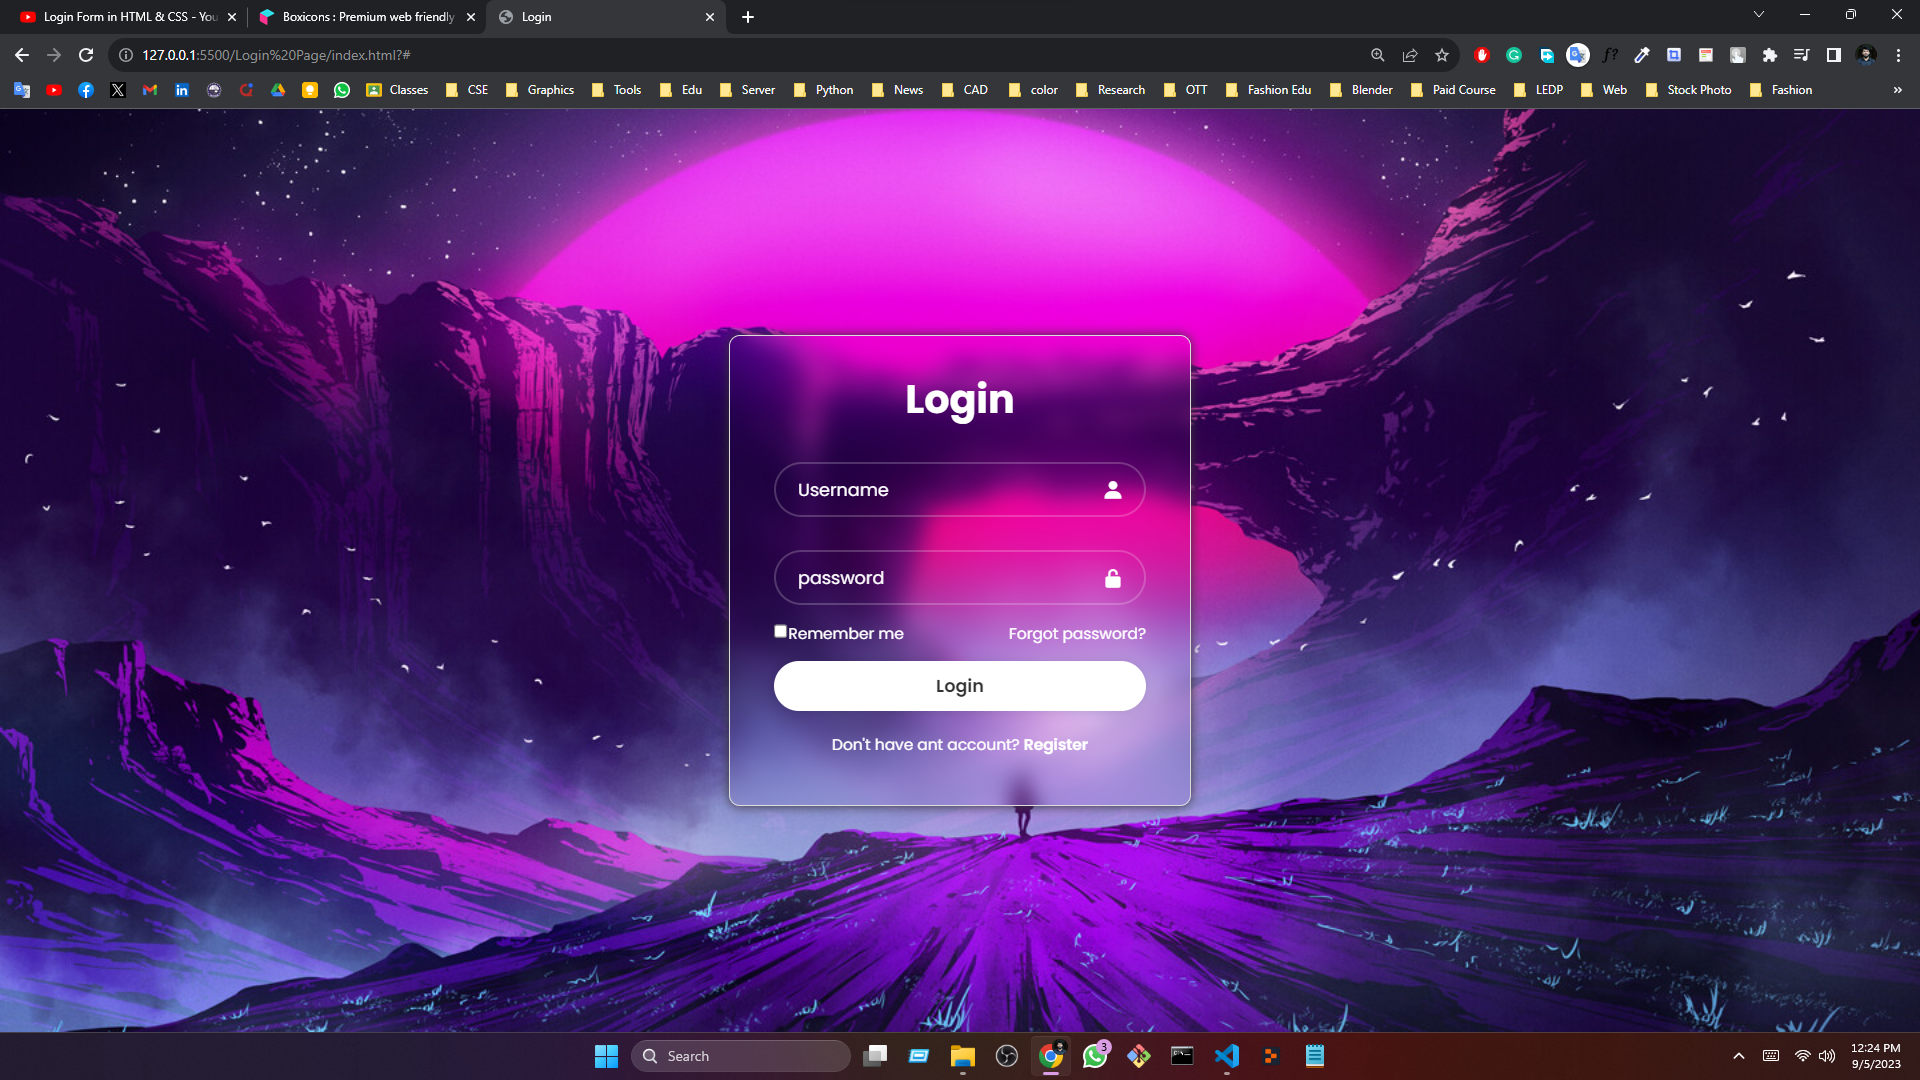 Login Form in HTML & CSS - You
Boxicons : Premium web friendly
Login
127.0.0.1:5500/Login%20Page/index.html?#
Classes
CSE
Graphics
Tools
Edu
Server
Python
News
CAD
color
Research
OTT
Fashion Edu
Blender
Paid Course
LEDP
Web
Stock Photo
Fashion
Login
Username
password
Remember me
Forgot password?
Login
Don't have ant account? Register
Search
3
12:24 PM
9/5/2023